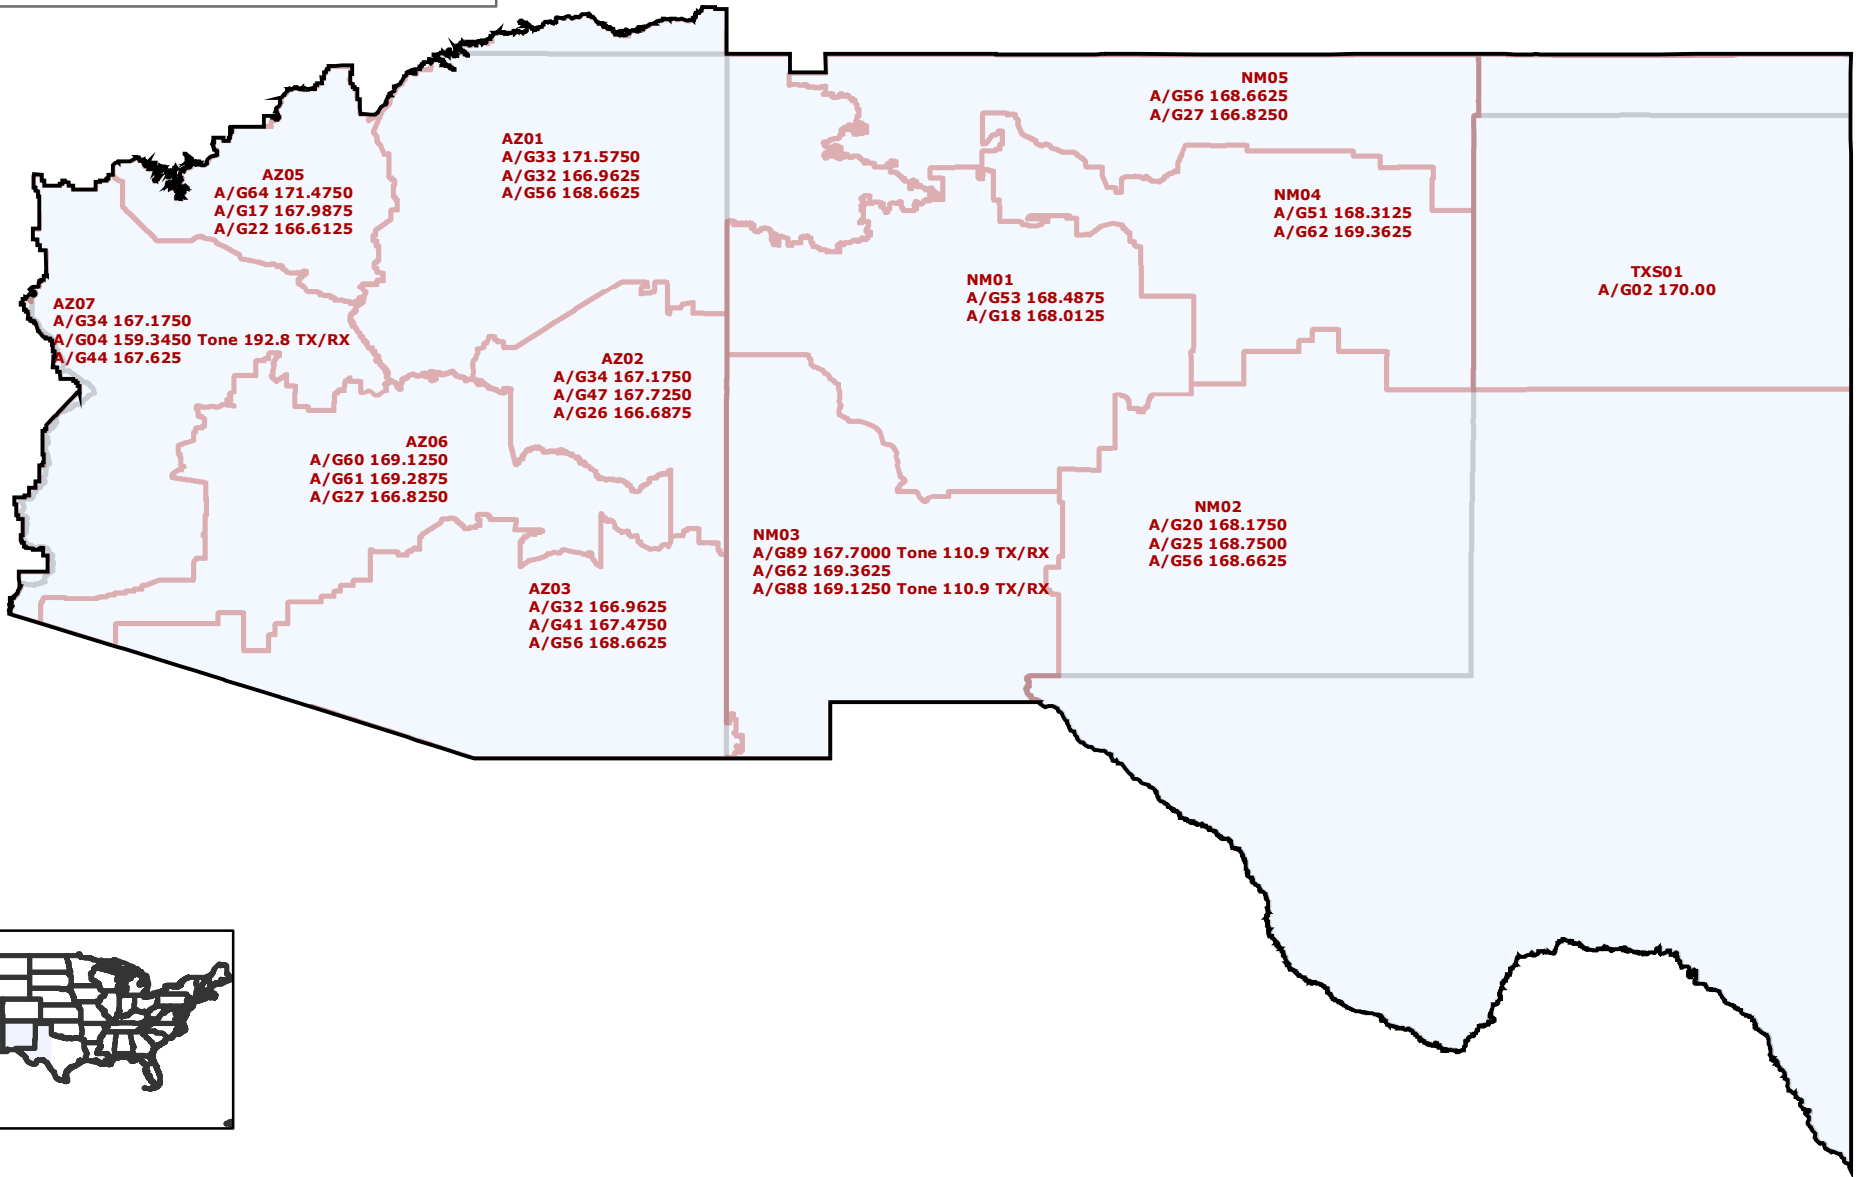 NM05
A/G56 168.6625
A/G27 166.8250
AZ01
A/G33 171.5750
A/G32 166.9625
A/G56 168.6625
AZ05
A/G64 171.4750
A/G17 167.9875
A/G22 166.6125
NM04
A/G51 168.3125
A/G62 169.3625
TXS01
A/G02 170.00
NM01
A/G53 168.4875
A/G18 168.0125
AZ07
A/G34 167.1750
A/G04 159.3450 Tone 192.8 TX/RX
A/G44 167.625
AZ02
A/G34 167.1750
A/G47 167.7250
A/G26 166.6875
AZ06
A/G60 169.1250
A/G61 169.2875
A/G27 166.8250
NM02
A/G20 168.1750
A/G25 168.7500
A/G56 168.6625
NM03
A/G89 167.7000 Tone 110.9 TX/RX
A/G62 169.3625
A/G88 169.1250 Tone 110.9 TX/RX
AZ03
A/G32 166.9625
A/G41 167.4750
A/G56 168.6625